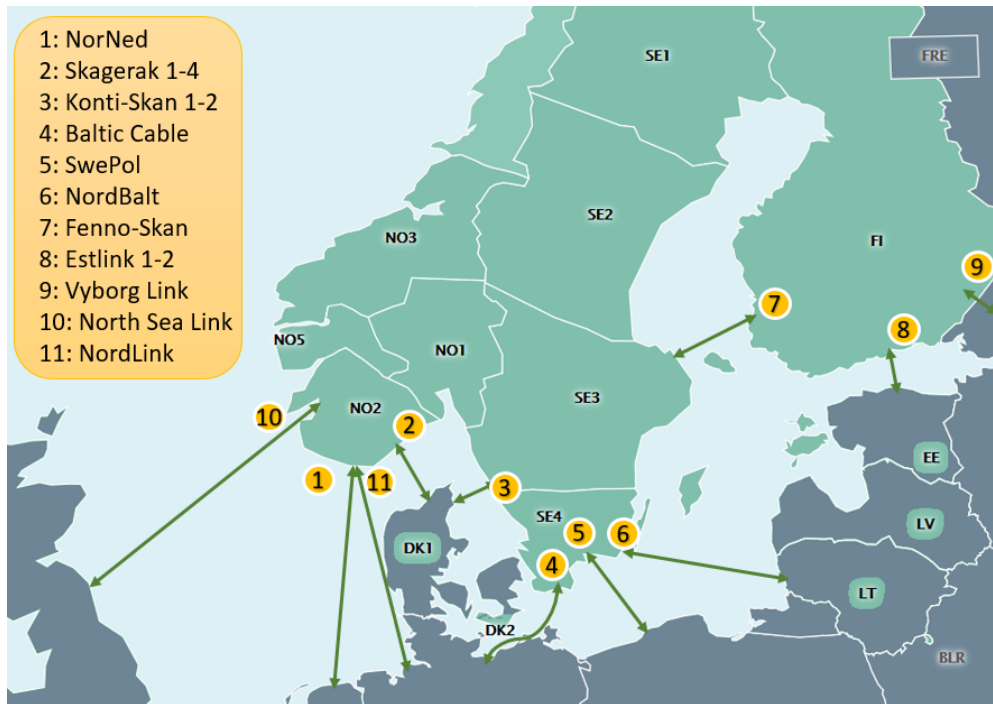 1: NorNed
2: Skagerak 1-4
3: Konti-Skan 1-2
4: Baltic Cable
5: SwePol
6: NordBalt
7: Fenno-Skan
8: Estlink 1-2
9: Vyborg Link
10: North Sea Link
11: NordLink
SE1
FRE
SE2
NO3
FI
9
7
8
NO5
NO1
NO2
SE3
10
2
EE
1
11
3
SE4
LV
5
6
DK1
4
LT
DK2
BLR